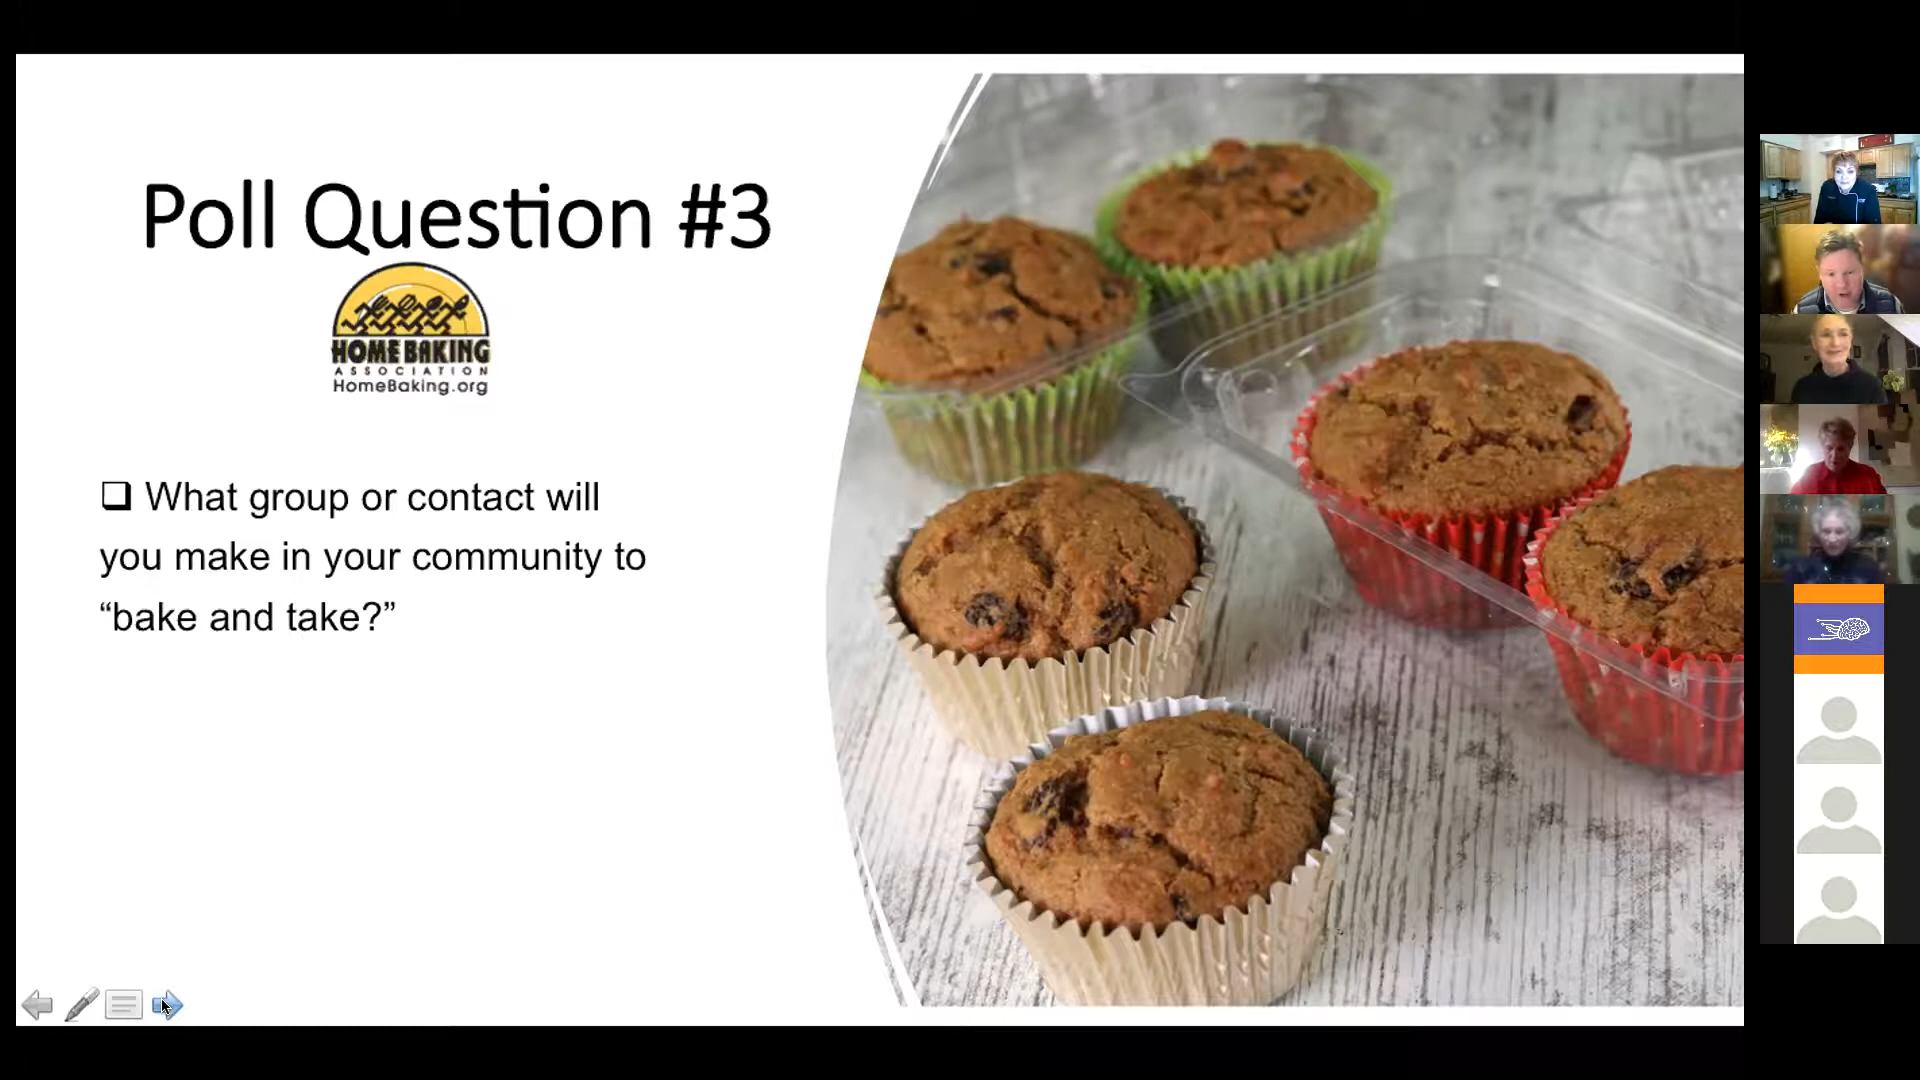 Poll Question #3
HOME BAKING
ASSOCIATION
HomeBaking.org
❑ What group or contact will
you make in your community to
“bake and take?”